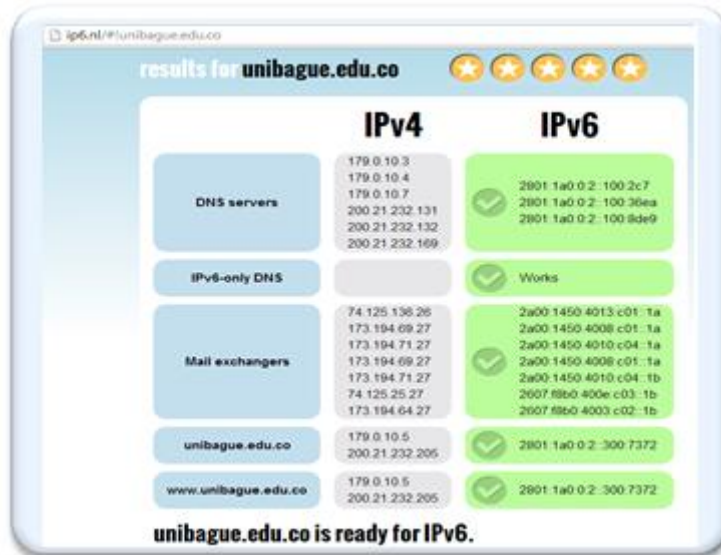 ip6.nl/#!unibague.edu.co
results for unibague.edu.co
IPv4 IPv6
DNS servers
179.0.10.3
179.0.10.4
179.0.10.7
200.21.232.131
200.21.232.132
200.21.232.169
2801:1a0:0:2::100:2c7
2801:1a0:0:2::100:36ea
2801:1a0:0:2::100:8de9
IPv6-only DNS
Works
Mail exchangers
74.125.136.26
173.194.69.27
173.194.71.27
173.194.69.27
173.194.71.27
74.125.25.27
173.194.64.27
2a00:1450:4013:c01::1a
2a00:1450:4008:c01::1a
2a00:1450:4010:c04::1a
2a00:1450:4008:c01::1a
2a00:1450:4010:c04::1b
2607:f8b0:400e:c03::1b
2607:f8b0:4003:c02::1b
unibague.edu.co
179.0.10.5
200.21.232.205
2801:1a0:0:2::300:7372
www.unibague.edu.co
179.0.10.5
200.21.232.205
2801:1a0:0:2::300:7372
unibague.edu.co is ready for IPv6.